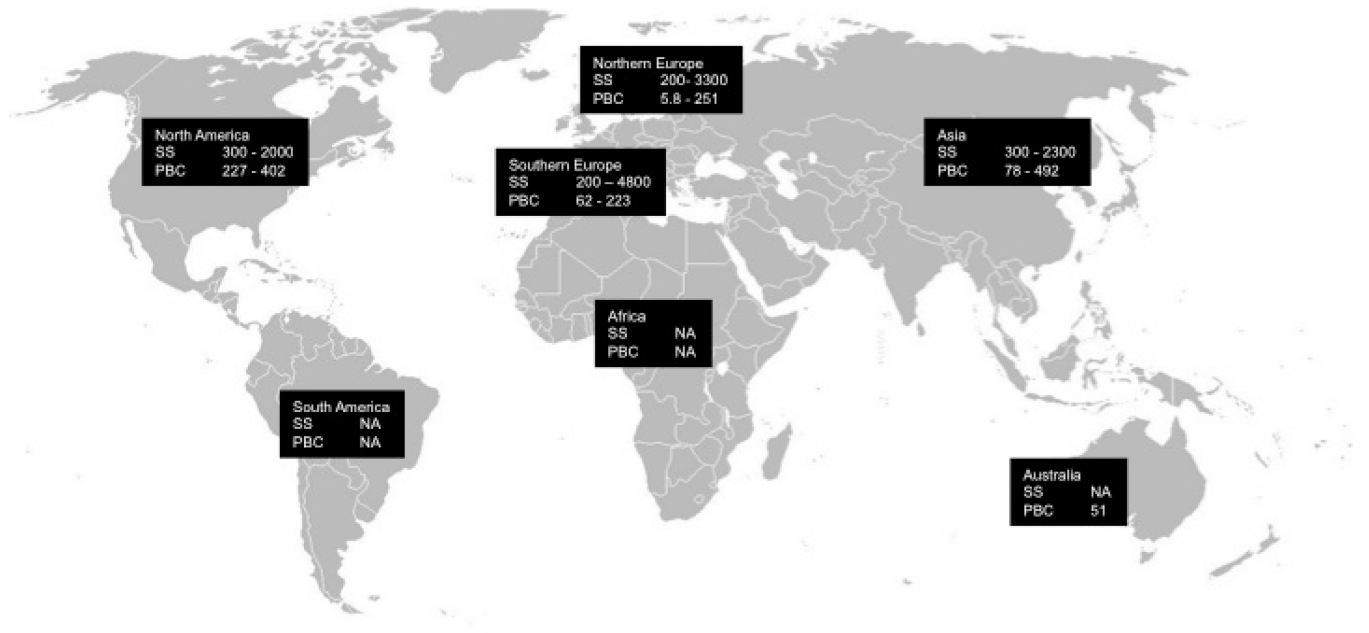 Northern Europe
SS 200- 3300
PBC 5.8 - 251
North America
SS 300 - 2000
PBC 227 - 402
Asia
SS 300 - 2300
PBC 78 - 492
Southern Europe
SS 200 – 4800
PBC 62 - 223
Africa
SS NA
PBC NA
South America
SS NA
PBC NA
Australia
SS NA
PBC 51